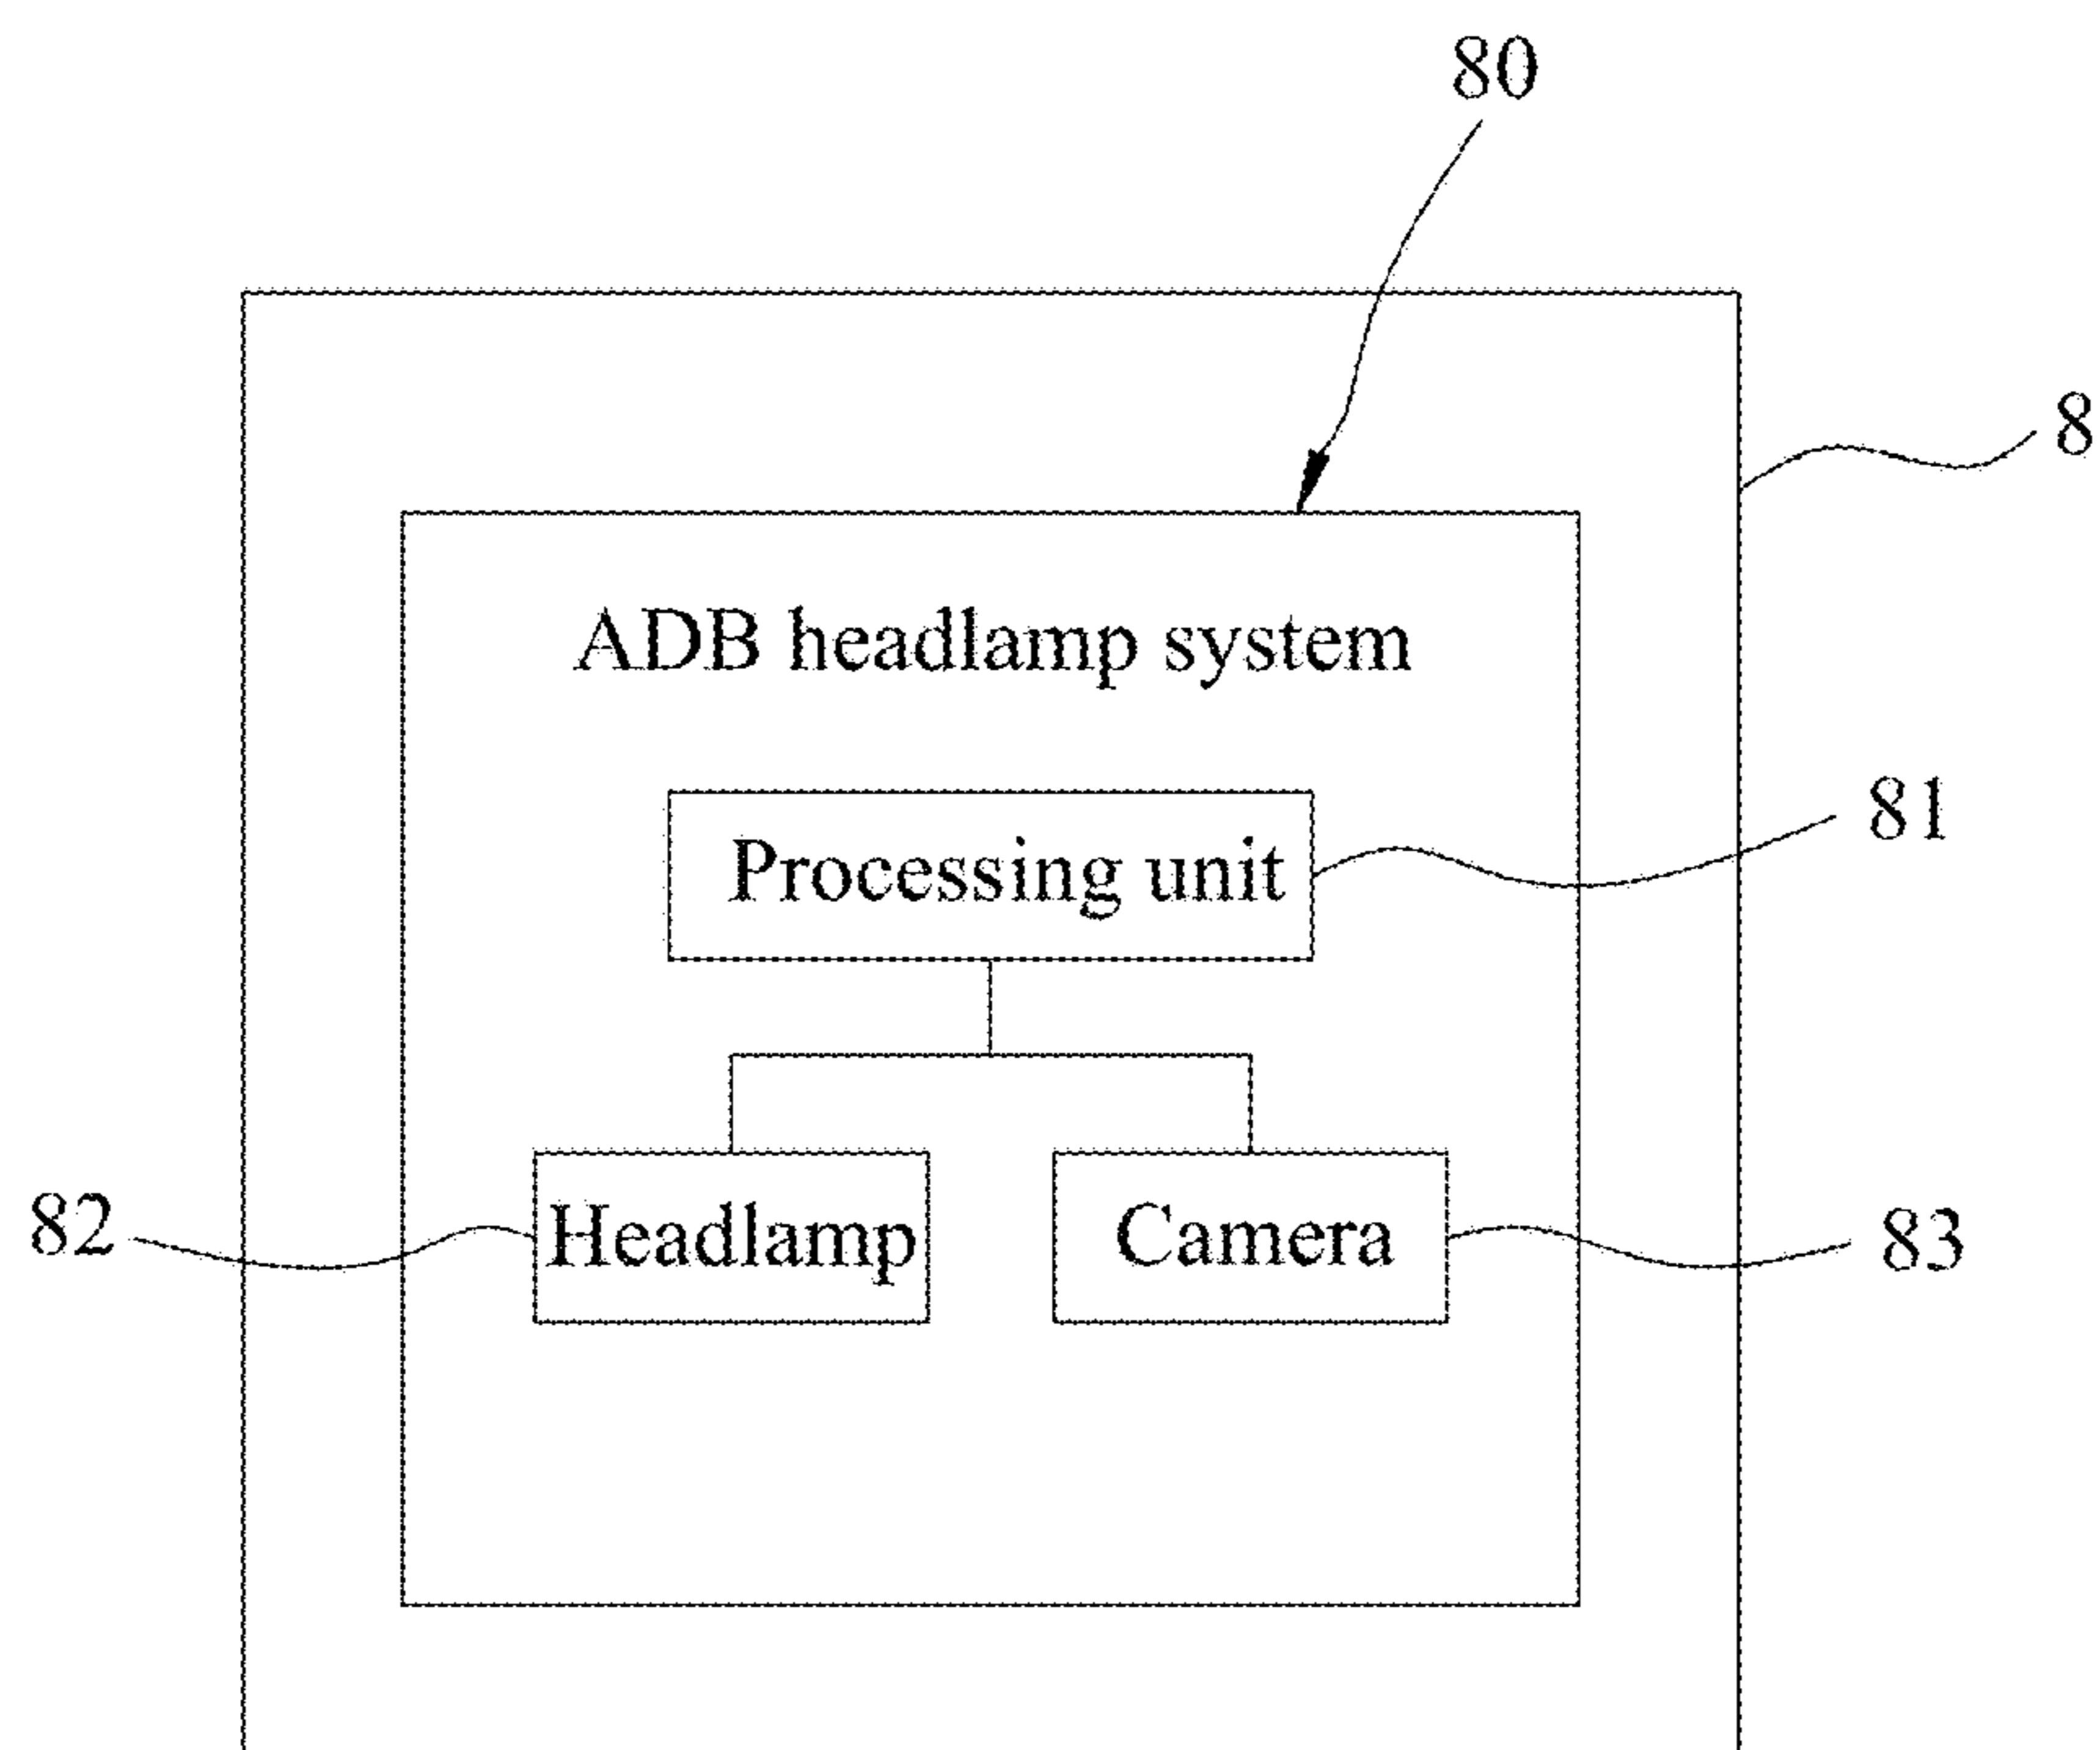 80
8
ADB headlamp system
Processing unit
81
82
Headlamp
Camera
83